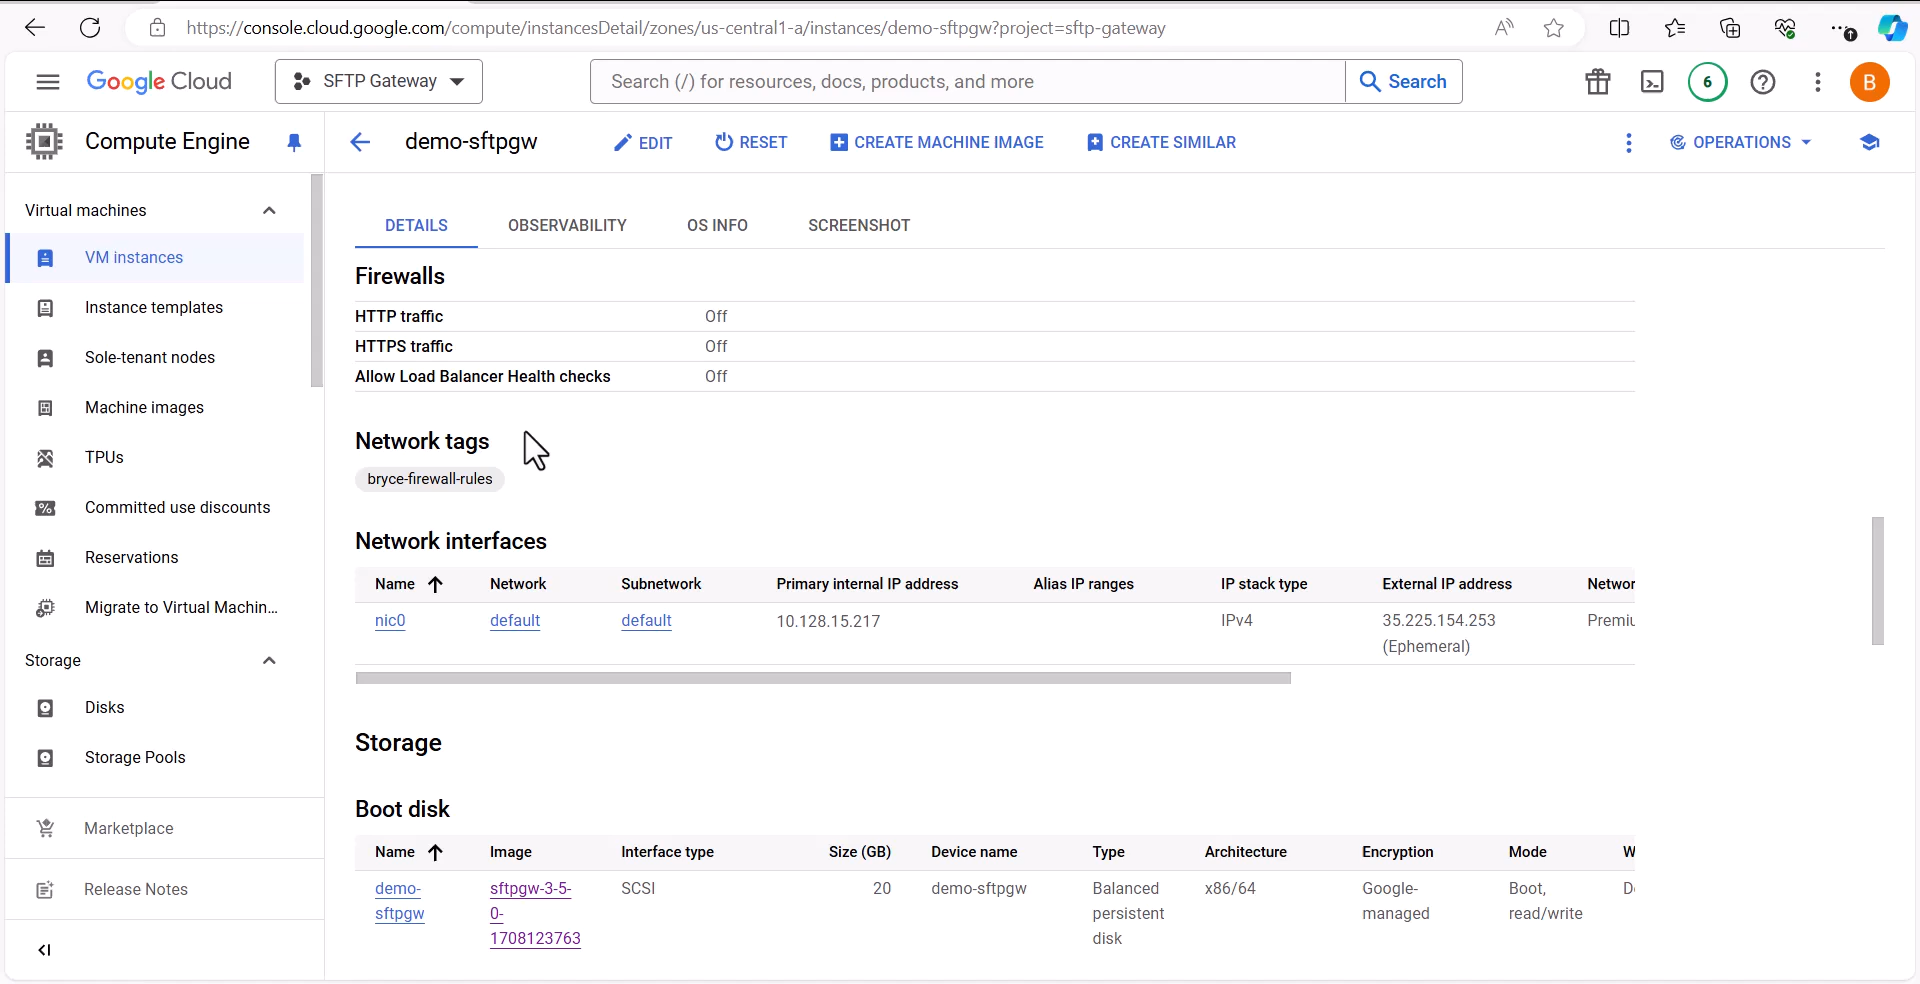 https://console.cloud.google.com/compute/instancesDetail/zones/us-central1-a/instances/demo-sftpgw?project=sftp-gateway
Google Cloud
SFTP Gateway
Search (/) for resources, docs, products, and more
Search
6
B
Compute Engine
demo-sftpgw
EDIT
RESET
CREATE MACHINE IMAGE
CREATE SIMILAR
OPERATIONS
Virtual machines
VM instances
Instance templates
Sole-tenant nodes
Machine images
TPUs
Committed use discounts
Reservations
Migrate to Virtual Machin...
Storage
Disks
Storage Pools
Marketplace
Release Notes
DETAILS
OBSERVABILITY
OS INFO
SCREENSHOT
Firewalls
HTTP traffic Off
HTTPS traffic Off
Allow Load Balancer Health checks Off
Network tags
bryce-firewall-rules
Network interfaces
Name Network Subnetwork Primary internal IP address Alias IP ranges IP stack type External IP address Networ
nic0 default default 10.128.15.217 IPv4 35.225.154.253 Premiu
(Ephemeral)
Storage
Boot disk
Name Image Interface type Size (GB) Device name Type Architecture Encryption Mode W
demo- sftpgw-3-5- SCSI 20 demo-sftpgw Balanced x86/64 Google- Boot, D
sftpgw 0- persistent managed read/write
1708123763 disk